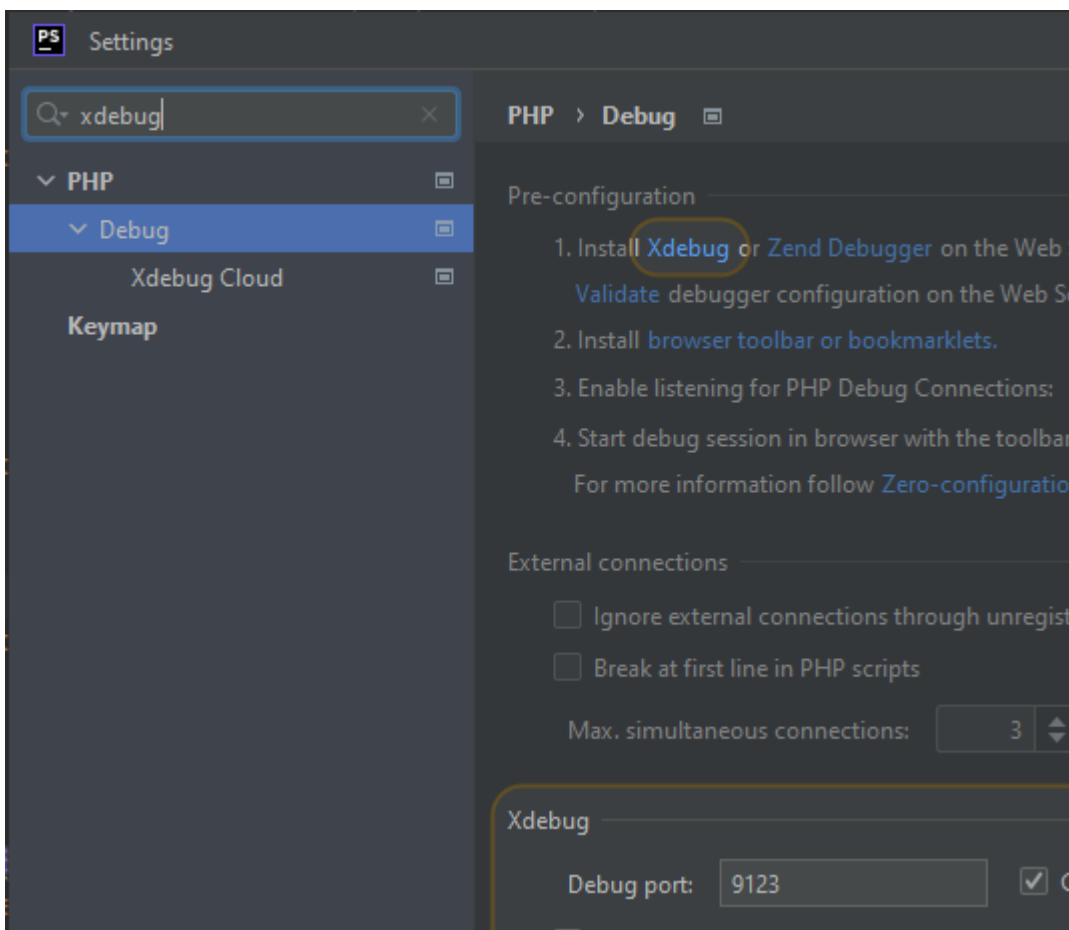 PS Settings
xdebug
PHP
Debug
Xdebug Cloud
Keymap
PHP › Debug
Pre-configuration
1. Install Xdebug or Zend Debugger on the Web
Validate debugger configuration on the Web
2. Install browser toolbar or bookmarklets.
3. Enable listening for PHP Debug Connections:
4. Start debug session in browser with the toolbar
For more information follow Zero-configuratio
External connections
Ignore external connections through unregist
Break at first line in PHP scripts
Max. simultaneous connections: 3
Xdebug
Debug port: 9123